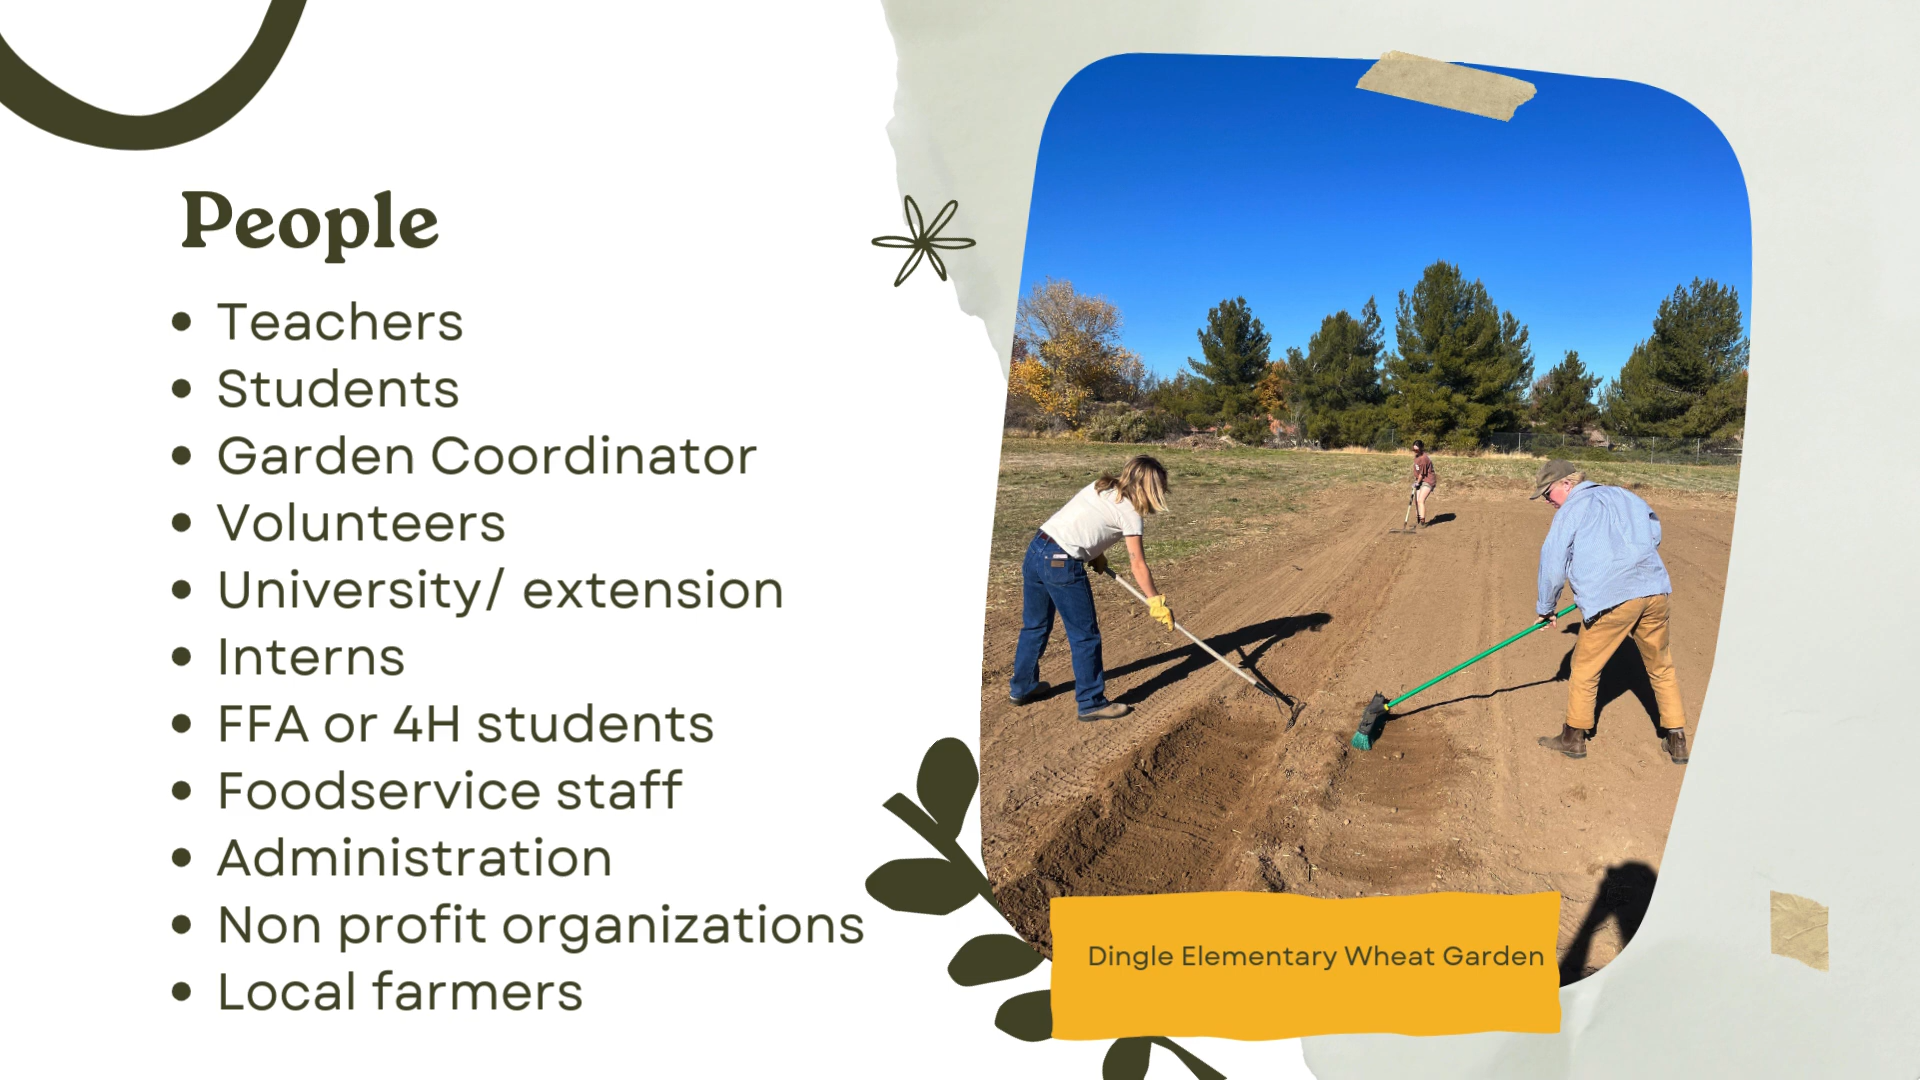 People
Teachers
Students
Garden Coordinator
Volunteers
University/ extension
Interns
FFA or 4H students
Foodservice staff
Administration
Non profit organizations
Local farmers
Dingle Elementary Wheat Garden